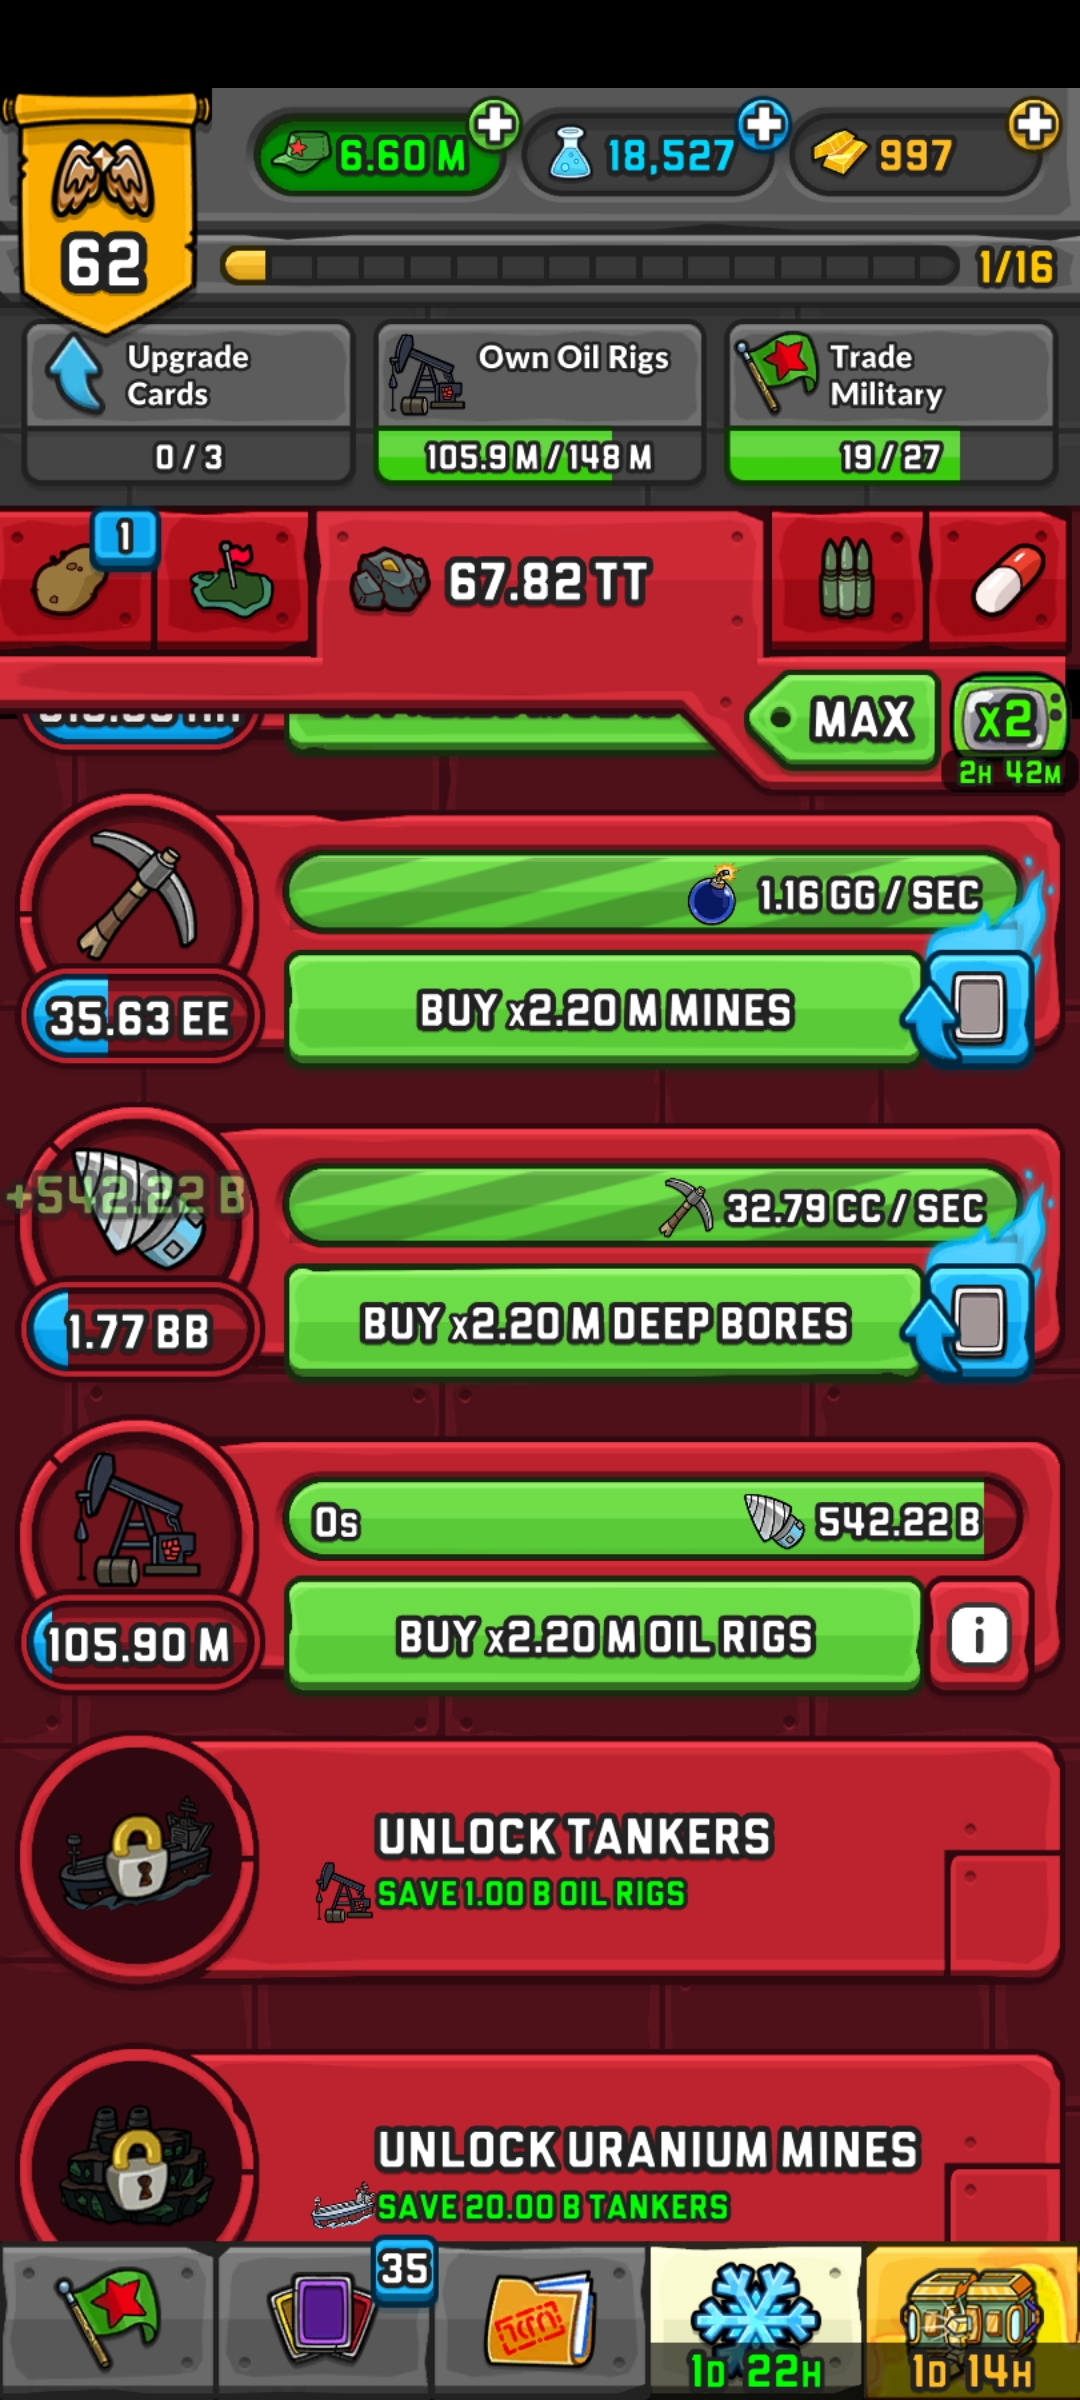 6.60 M
18,527
997
62
1/16
Upgrade
Cards
0 / 3
Own Oil Rigs
105.9 M / 148 M
Trade
Military
19 / 27
1
67.82 TT
MAX
x2
2H 42M
1.16 GG / SEC
35.63 EE
BUY x2.20 M MINES
+542.22 B
32.79 CC / SEC
1.77 BB
BUY x2.20 M DEEP BORES
0s
542.22 B
105.90 M
BUY x2.20 M OIL RIGS
i
UNLOCK TANKERS
SAVE 1.00 B OIL RIGS
UNLOCK URANIUM MINES
SAVE 20.00 B TANKERS
35
1D 22H
1D 14H